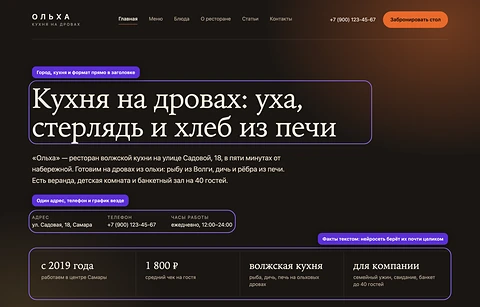 ОЛЬХА
КУХНЯ НА ДРОВАХ
Главная Меню Блюда О ресторане Статьи Контакты
+7 (900) 123-45-67
Забронировать стол
Город, кухня и формат прямо в заголовке
Кухня на дровах: уха,
стерлядь и хлеб из печи
«Ольха» — ресторан волжской кухни на улице Садовой, 18, в пяти минутах от
набережной. Готовим на дровах из ольхи: рыбу из Волги, дичь и рёбра из печи.
Есть веранда, детская комната и банкетный зал на 40 гостей.
Один адрес, телефон и график везде
АДРЕС ТЕЛЕФОН ЧАСЫ РАБОТЫ
ул. Садовая, 18, Самара +7 (900) 123-45-67 ежедневно, 12:00–24:00
Факты текстом: нейросеть берёт их почти целиком
с 2019 года
работаем в центре Самары
1 800 ₽
средний чек на гостя
волжская кухня
рыба, дичь, печь на ольховых
дровах
для компании
семейный ужин, свидание, банкет
до 40 гостей